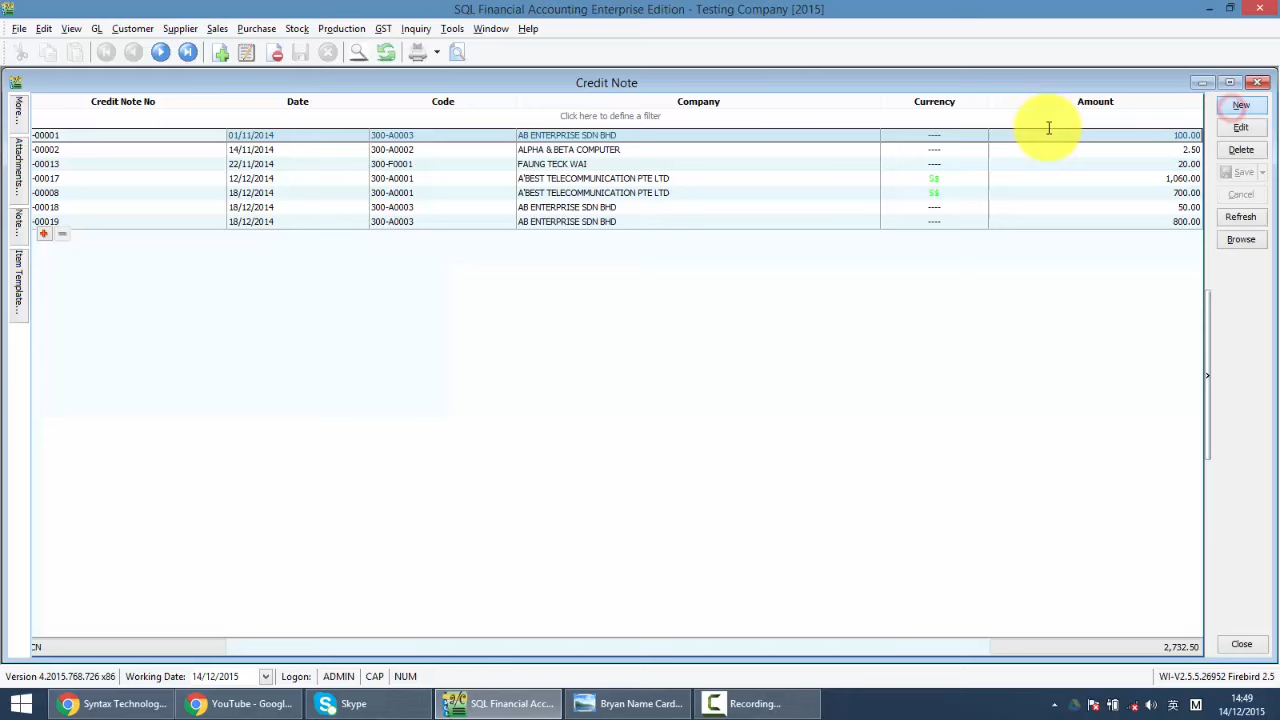 SQL Financial Accounting Enterprise Edition - Testing Company [2015]
File Edit View GL Customer Supplier Sales Purchase Stock Production GST Inquiry Tools Window Help
Credit Note
Credit Note No Date Code Company Currency Amount
Click here to define a filter
-00001 01/11/2014 300-A0003 AB ENTERPRISE SDN BHD ---- 100.00
-00002 14/11/2014 300-A0002 ALPHA & BETA COMPUTER ---- 2.50
-00013 22/11/2014 300-F0001 FAUNG TECK WAI ---- 20.00
-00017 12/12/2014 300-A0001 A'BEST TELECOMMUNICATION PTE LTD S$ 1,060.00
-00008 18/12/2014 300-A0001 A'BEST TELECOMMUNICATION PTE LTD S$ 700.00
-00018 18/12/2014 300-A0003 AB ENTERPRISE SDN BHD ---- 50.00
-00019 18/12/2014 300-A0003 AB ENTERPRISE SDN BHD ---- 800.00
More...
Attachments...
Note...
Item Template...
New
Edit
Delete
Save
Cancel
Refresh
Browse
CN 2,732.50
Close
Version 4.2015.768.726 x86 Working Date: 14/12/2015 Logon: ADMIN CAP NUM WI-V2.5.5.26952 Firebird 2.5
Syntax Technolog... YouTube - Googl... Skype SQL Financial Acc... Bryan Name Card... Recording... 英 M 14:49
14/12/2015